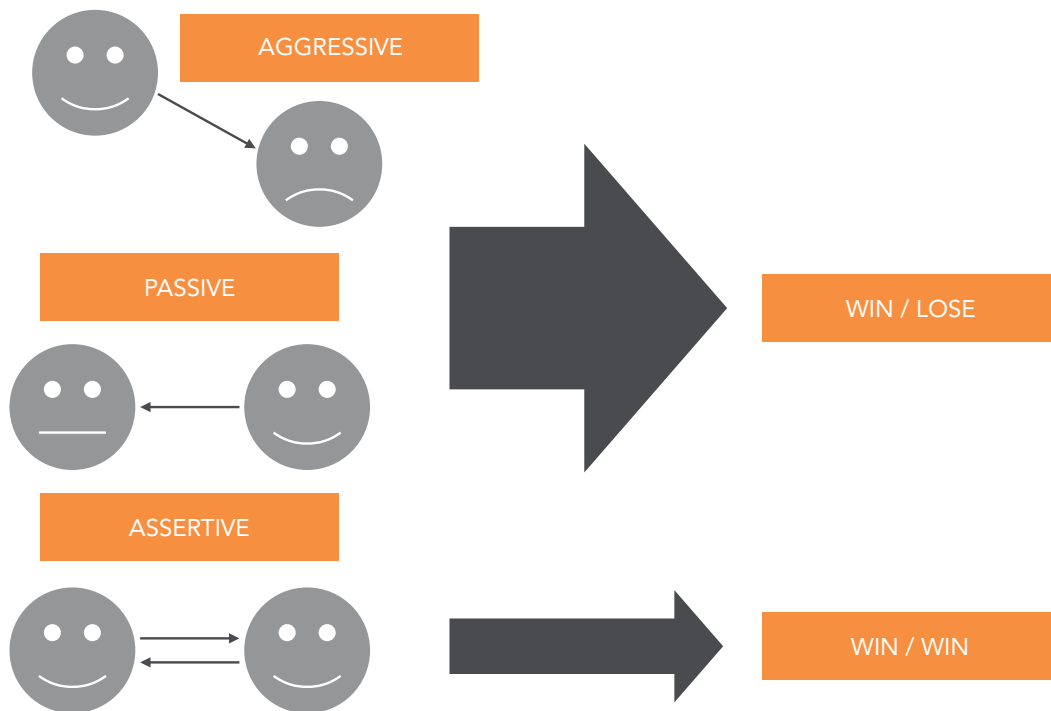 AGGRESSIVE
PASSIVE
WIN / LOSE
ASSERTIVE
WIN / WIN